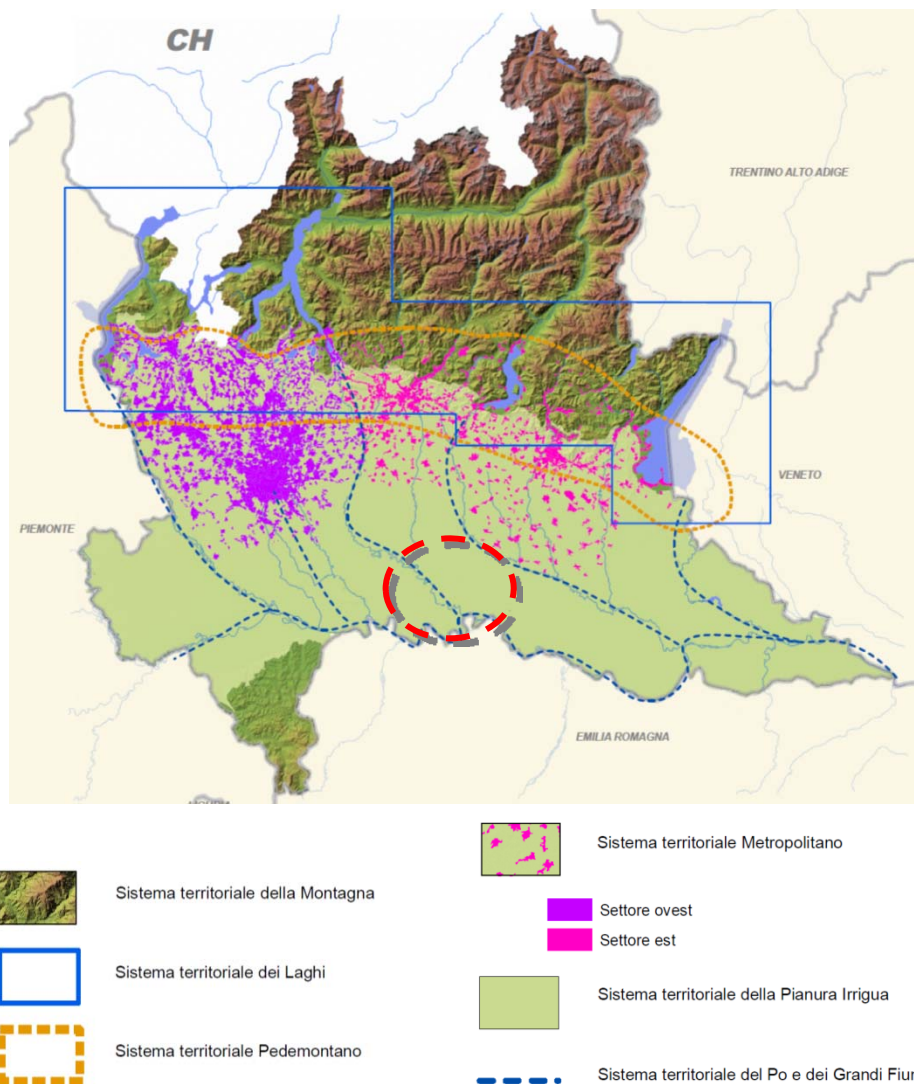 CH
TRENTINO ALTO ADIGE
VENETO
PIEMONTE
EMILIA ROMAGNA
Sistema territoriale della Montagna
Sistema territoriale dei Laghi
Sistema territoriale Pedemontano
Sistema territoriale Metropolitano
Settore ovest
Settore est
Sistema territoriale della Pianura Irrigua
Sistema territoriale del Po e dei Grandi Fiur